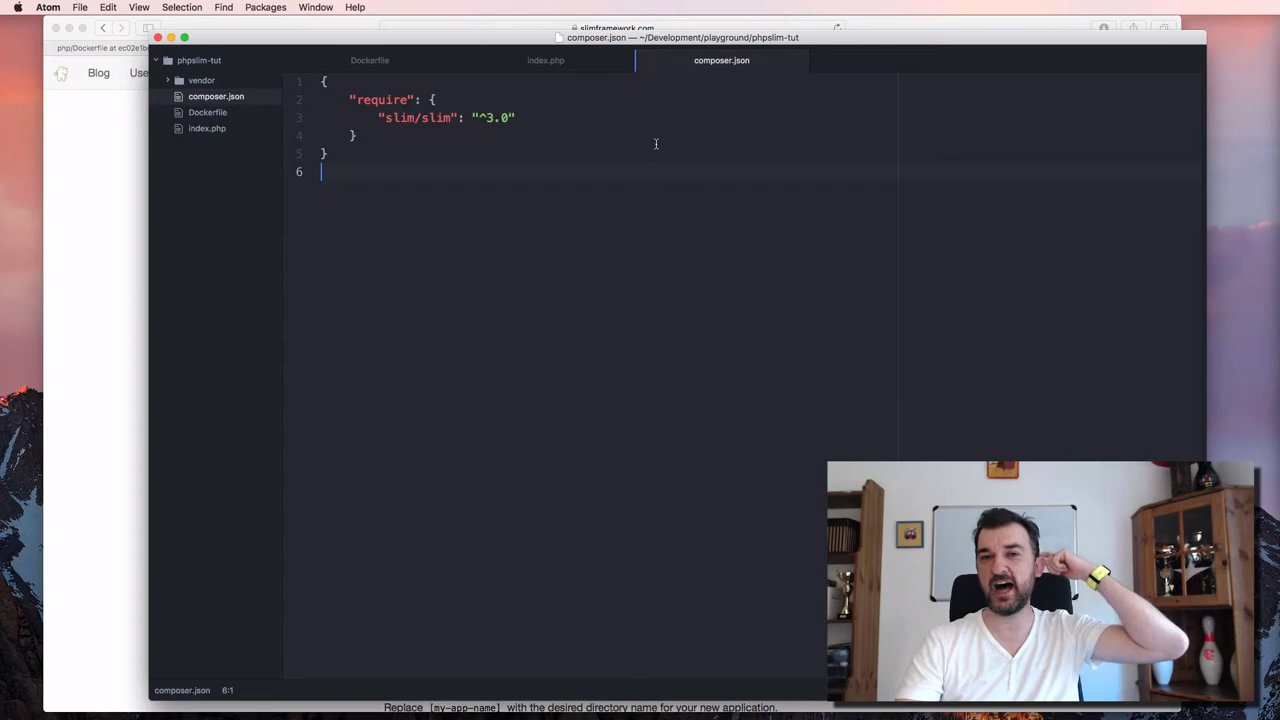 Atom File Edit View Selection Find Packages Window Help
slimframework.com
php/Dockerfile at ec02e1b
composer.json — ~/Development/playground/phpslim-tut
Blog Use
phpslim-tut
vendor
composer.json
Dockerfile
index.php
Dockerfile index.php composer.json
1 {
2 "require": {
3 "slim/slim": "^3.0"
4 }
5 }
6
composer.json 6:1
Replace [my-app-name] with the desired directory name for your new application.